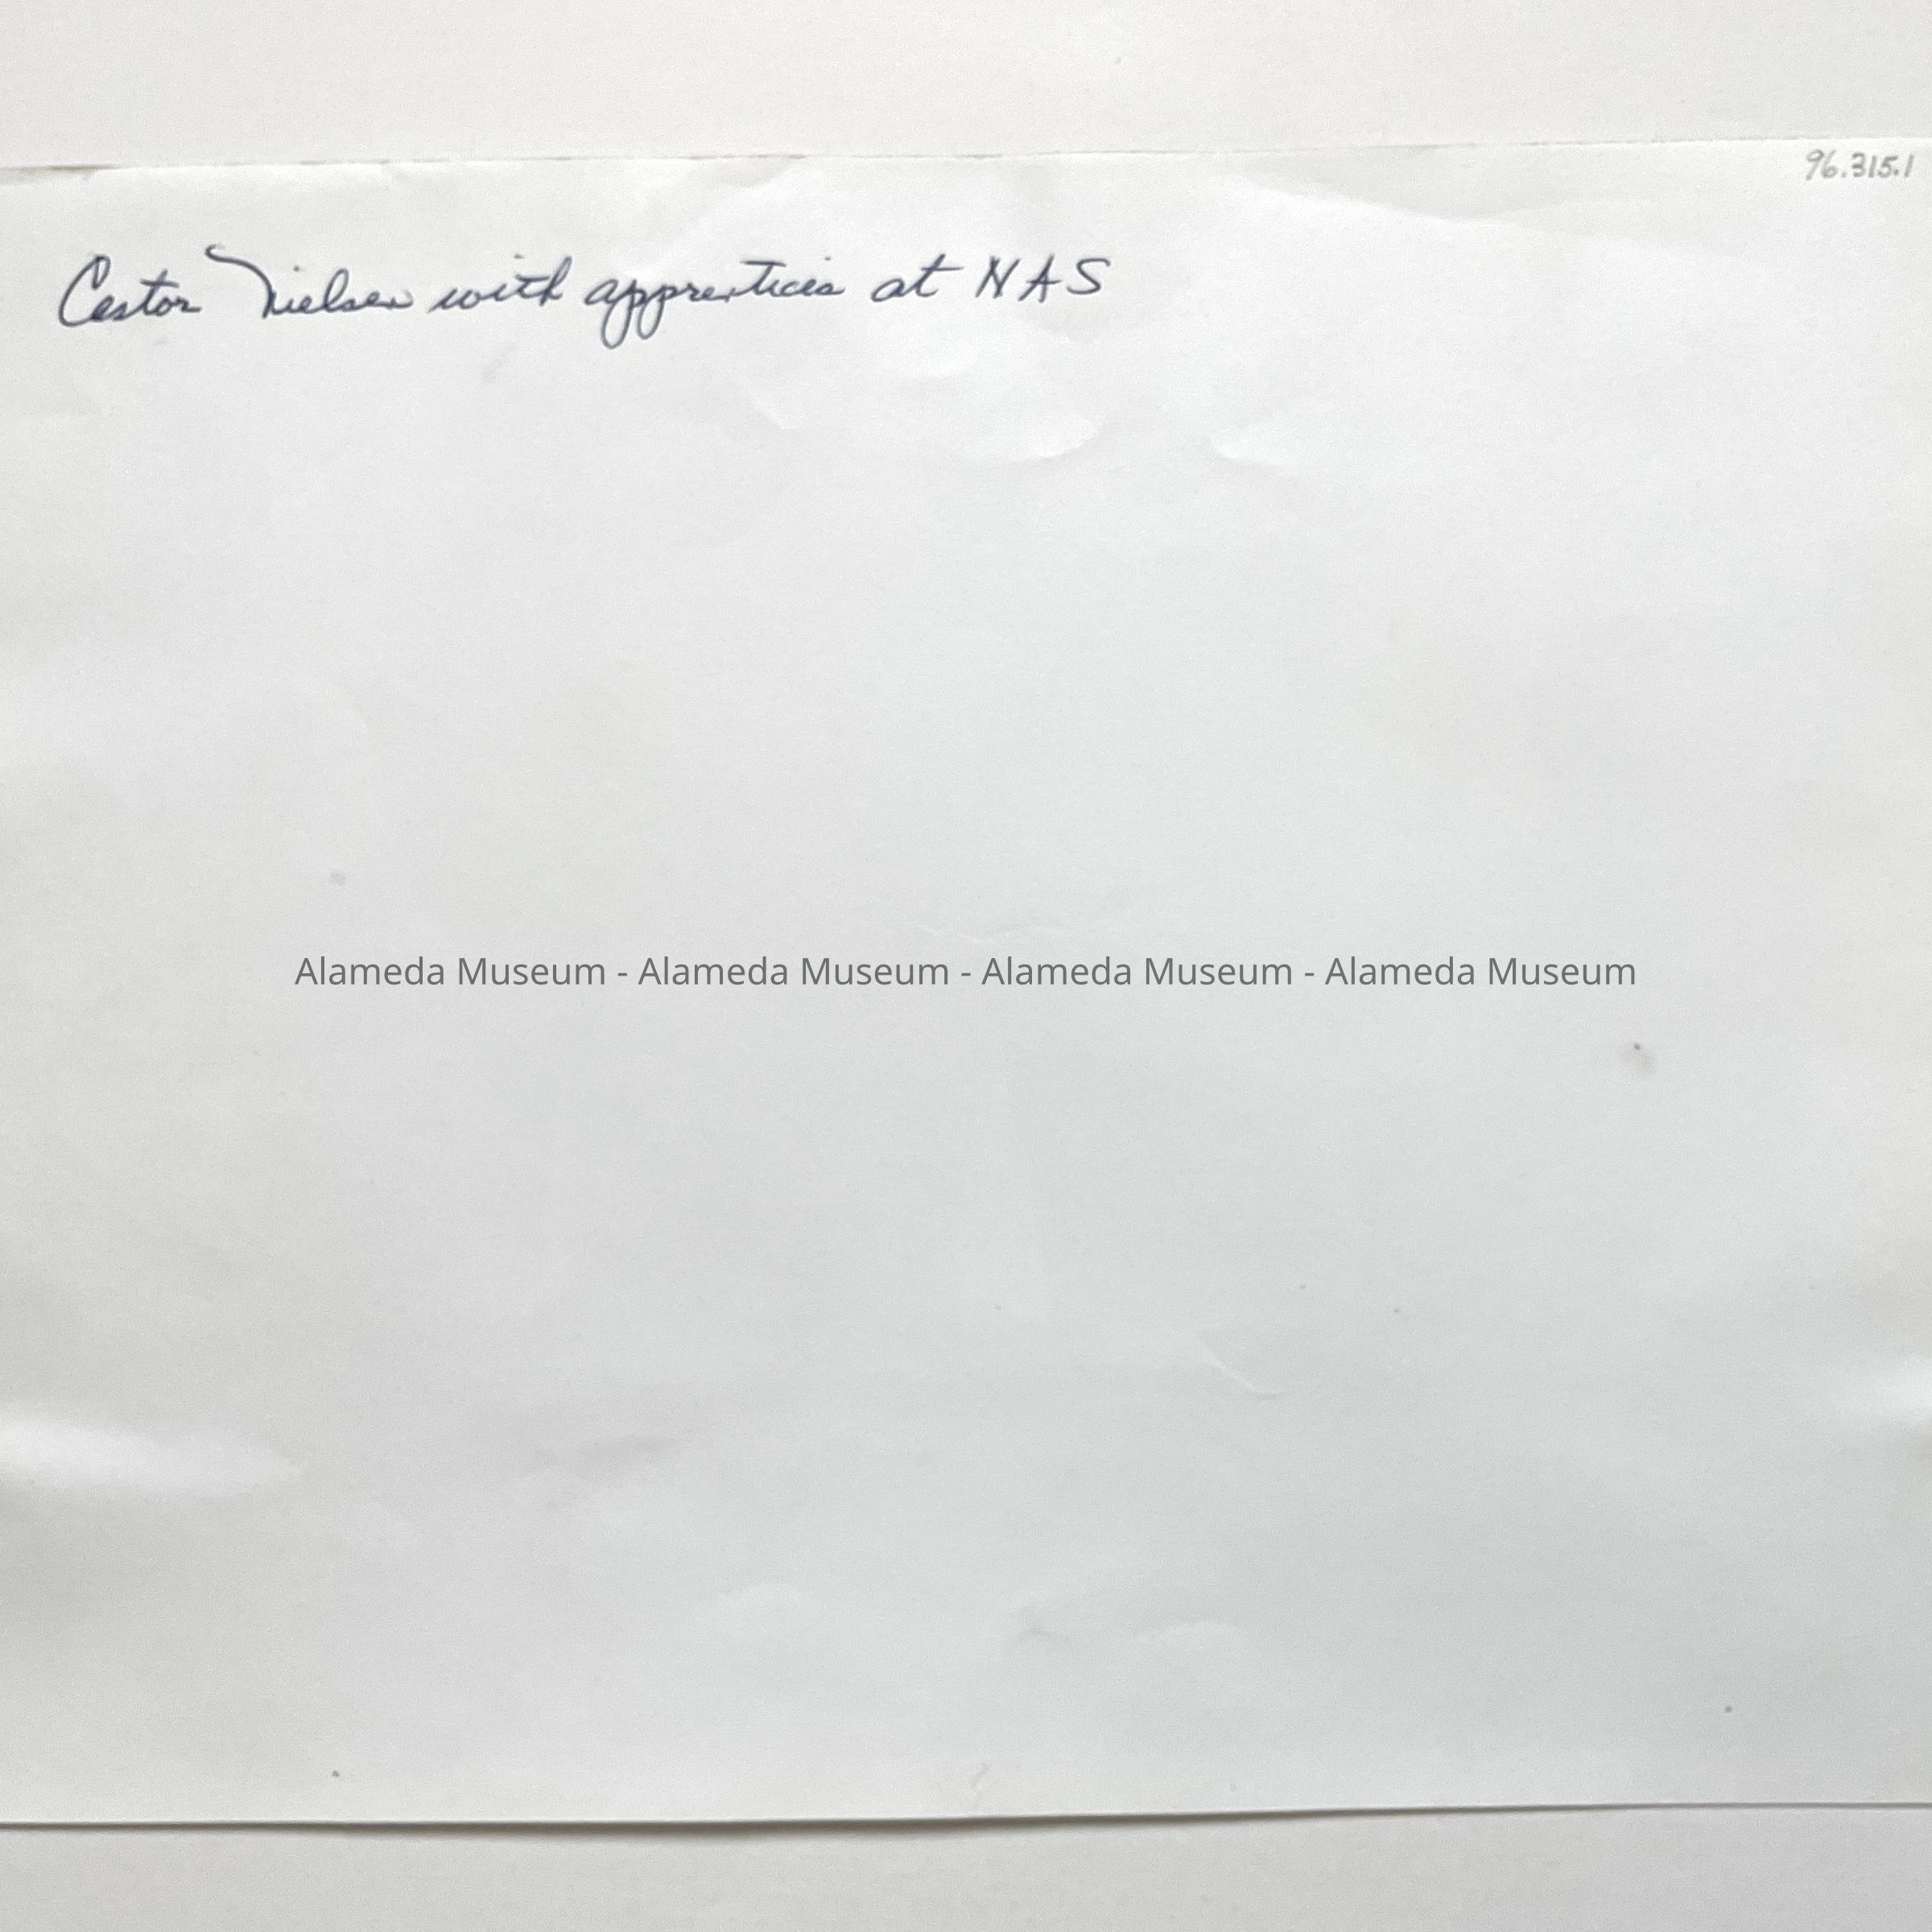 96.315.1
Castor Nielsen with apprentices at NAS
Alameda Museum - Alameda Museum - Alameda Museum - Alameda Museum